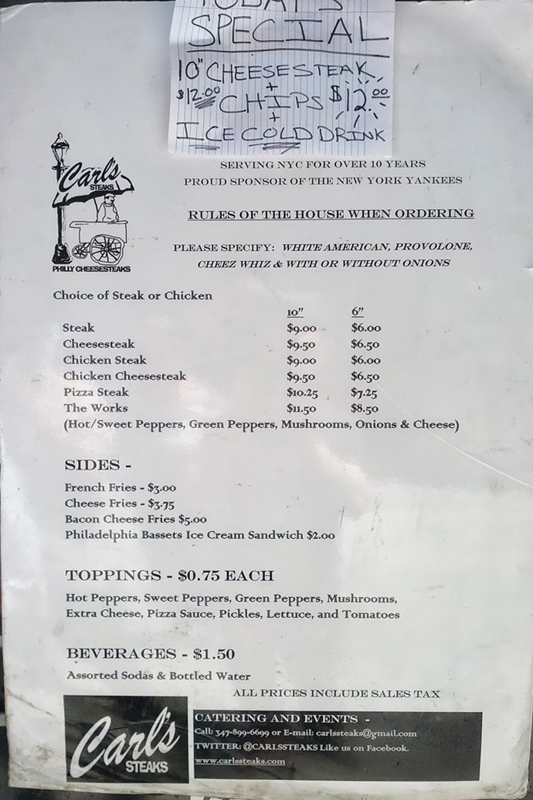 TODAY'S
SPECIAL
10" CHEESESTEAK
$12.00 + CHIPS $12.00
+
ICE COLD DRINK
Carl's
STEAKS
PHILLY CHEESESTEAKS
SERVING NYC FOR OVER 10 YEARS
PROUD SPONSOR OF THE NEW YORK YANKEES
RULES OF THE HOUSE WHEN ORDERING
PLEASE SPECIFY: WHITE AMERICAN, PROVOLONE,
CHEEZ WHIZ & WITH OR WITHOUT ONIONS
Choice of Steak or Chicken
10" 6"
Steak $9.00 $6.00
Cheesesteak $9.50 $6.50
Chicken Steak $9.00 $6.00
Chicken Cheesesteak $9.50 $6.50
Pizza Steak $10.25 $7.25
The Works $11.50 $8.50
(Hot/Sweet Peppers, Green Peppers, Mushrooms, Onions & Cheese)
SIDES -
French Fries - $3.00
Cheese Fries - $3.75
Bacon Cheese Fries $5.00
Philadelphia Bassets Ice Cream Sandwich $2.00
TOPPINGS - $0.75 EACH
Hot Peppers, Sweet Peppers, Green Peppers, Mushrooms,
Extra Cheese, Pizza Sauce, Pickles, Lettuce, and Tomatoes
BEVERAGES - $1.50
Assorted Sodas & Bottled Water
ALL PRICES INCLUDE SALES TAX
Carl's
STEAKS
CATERING AND EVENTS -
Call: 347-899-6699 or E-mail: carlssteaks@gmail.com
TWITTER: @CARLSSTEAKS Like us on Facebook.
www.carlssteaks.com